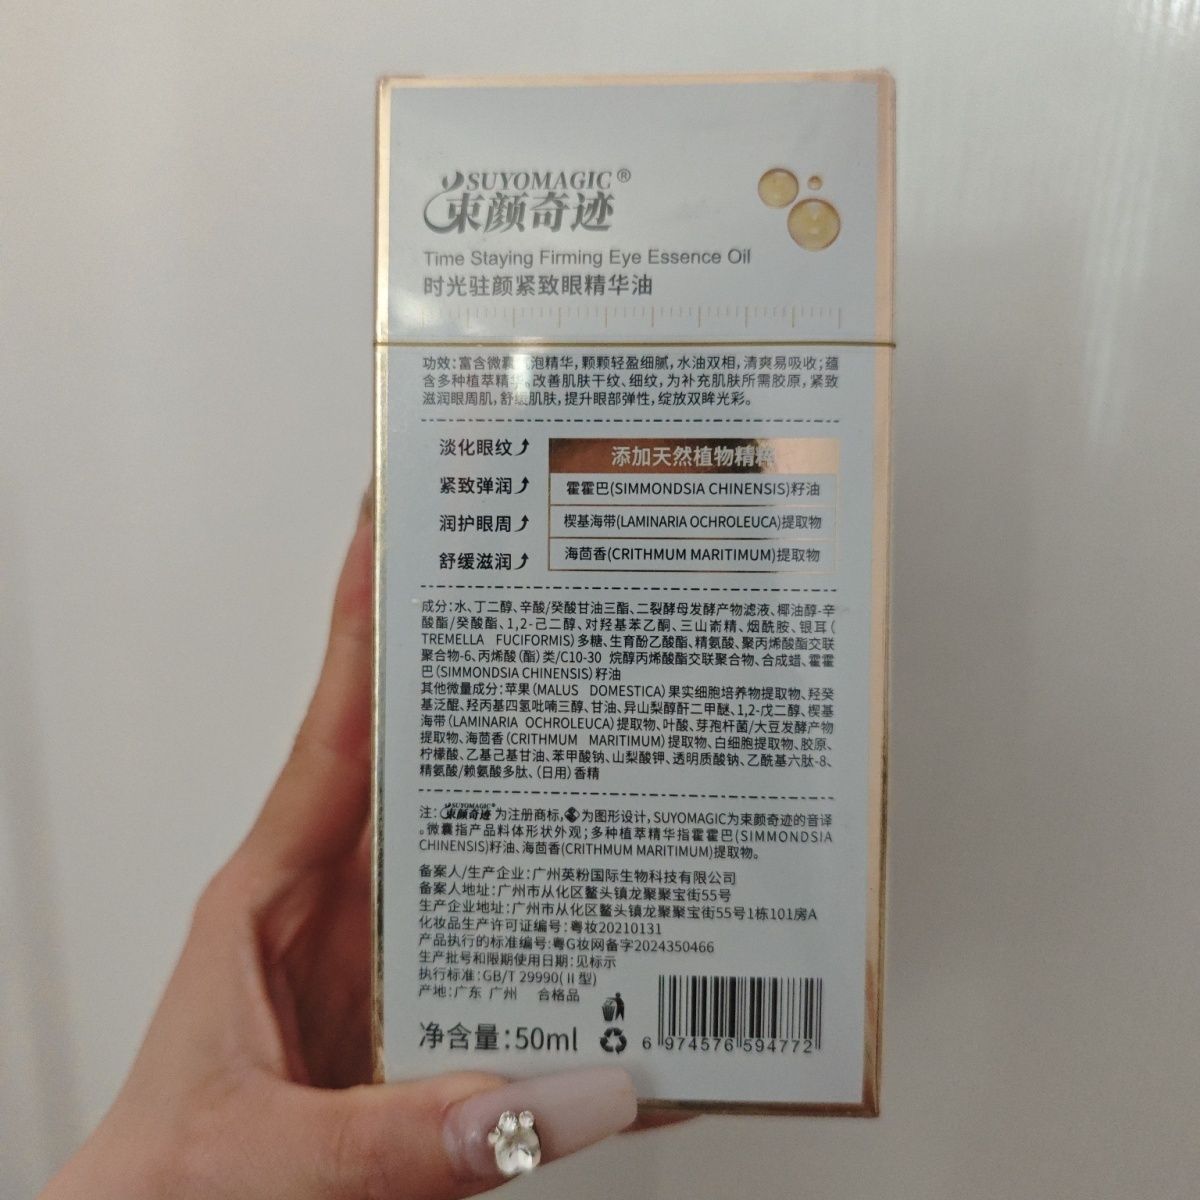 SUYOMAGIC®
束颜奇迹
Time Staying Firming Eye Essence Oil
时光驻颜紧致眼精华油
功效:富含微囊 泡精华,颗颗轻盈细腻,水油双相,清爽易吸收;蕴
含多种植萃精华,改善肌肤干纹、细纹,为补充肌肤所需胶原,紧致
滋润眼周肌,舒缓肌肤,提升眼部弹性,绽放双眸光彩。
淡化眼纹
紧致弹润
润护眼周
舒缓滋润
添加天然植物精粹
霍霍巴(SIMMONDSIA CHINENSIS)籽油
楔基海带(LAMINARIA OCHROLEUCA)提取物
海茴香(CRITHMUM MARITIMUM)提取物
成分:水、丁二醇、辛酸/癸酸甘油三酯、二裂酵母发酵产物滤液、椰油醇-辛
酸酯/癸酸酯、1,2-己二醇、对羟基苯乙酮、三山嵛精、烟酰胺、银耳(
TREMELLA FUCIFORMIS)多糖、生育酚乙酸酯、精氨酸、聚丙烯酸酯交联
聚合物-6、丙烯酸(酯)类/C10-30 烷醇丙烯酸酯交联聚合物、合成蜡、霍霍
巴(SIMMONDSIA CHINENSIS)籽油
其他微量成分:苹果(MALUS DOMESTICA)果实细胞培养物提取物、羟癸
基泛醌、羟丙基四氢吡喃三醇、甘油、异山梨醇酐二甲醚、1,2-戊二醇、楔基
海带(LAMINARIA OCHROLEUCA)提取物、叶酸、芽孢杆菌/大豆发酵产物
提取物、海茴香(CRITHMUM MARITIMUM)提取物、白细胞提取物、胶原、
柠檬酸、乙基己基甘油、苯甲酸钠、山梨酸钾、透明质酸钠、乙酰基六肽-8、
精氨酸/赖氨酸多肽、(日用)香精
注:SUYOMAGIC®束颜奇迹为注册商标,为图形设计,SUYOMAGIC为束颜奇迹的音译
。微囊指产品料体形状外观;多种植萃精华指霍霍巴(SIMMONDSIA
CHINENSIS)籽油、海茴香(CRITHMUM MARITIMUM)提取物。
备案人/生产企业:广州英粉国际生物科技有限公司
备案人地址:广州市从化区鳌头镇龙聚聚宝街55号
生产企业地址:广州市从化区鳌头镇龙聚聚宝街55号1栋101房A
化妆品生产许可证编号:粤妆20210131
产品执行的标准编号:粤G妆网备字2024350466
生产批号和限期使用日期:见标示
执行标准:GB/T 29990(Ⅱ型)
产地:广东 广州 合格品
净含量:50ml
6 974576 594772